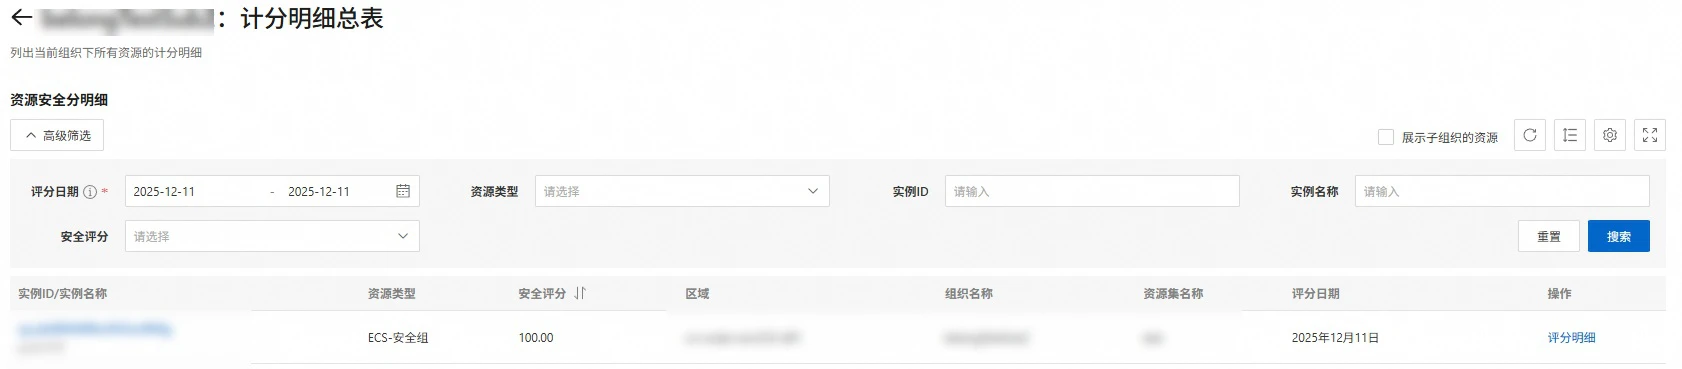 ：计分明细总表
列出当前组织下所有资源的计分明细
资源安全分明细
高级筛选
展示子组织的资源
评分日期 * 2025-12-11 - 2025-12-11 资源类型 请选择 实例ID 请输入 实例名称 请输入
安全评分 请选择 重置 搜索
实例ID/实例名称 资源类型 安全评分 区域 组织名称 资源集名称 评分日期 操作
ECS-安全组 100.00 2025年12月11日 评分明细